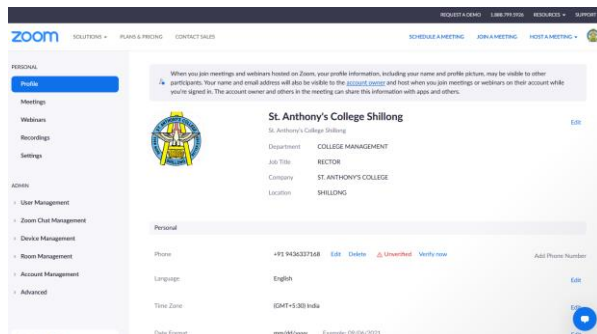 REQUEST A DEMO 1.888.799.5926 RESOURCES SUPPORT
zoom SOLUTIONS PLANS & PRICING CONTACT SALES SCHEDULE A MEETING JOIN A MEETING HOST A MEETING
PERSONAL
Profile
Meetings
Webinars
Recordings
Settings
ADMIN
User Management
Zoom Chat Management
Device Management
Room Management
Account Management
Advanced
When you join meetings and webinars hosted on Zoom, your profile information, including your name and profile picture, may be visible to other
participants. Your name and email address will also be visible to the account owner and host when you join meetings or webinars on their account while
you're signed in. The account owner and others in the meeting can share this information with apps and others.
St. Anthony's College Shillong
Edit
St. Anthony's College Shillong
Department COLLEGE MANAGEMENT
Job Title RECTOR
Company ST. ANTHONY'S COLLEGE
Location SHILLONG
Personal
Phone +91 9436337168 Edit Delete Unverified Verify now Add Phone Number
Language English Edit
Time Zone (GMT+5:30) India Edit
Date Format mm/dd/yyyy Example: 08/06/2021